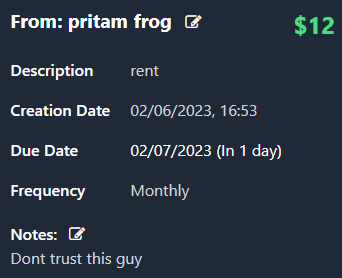 From: pritam frog $12
Description rent
Creation Date 02/06/2023, 16:53
Due Date 02/07/2023 (In 1 day)
Frequency Monthly
Notes:
Dont trust this guy